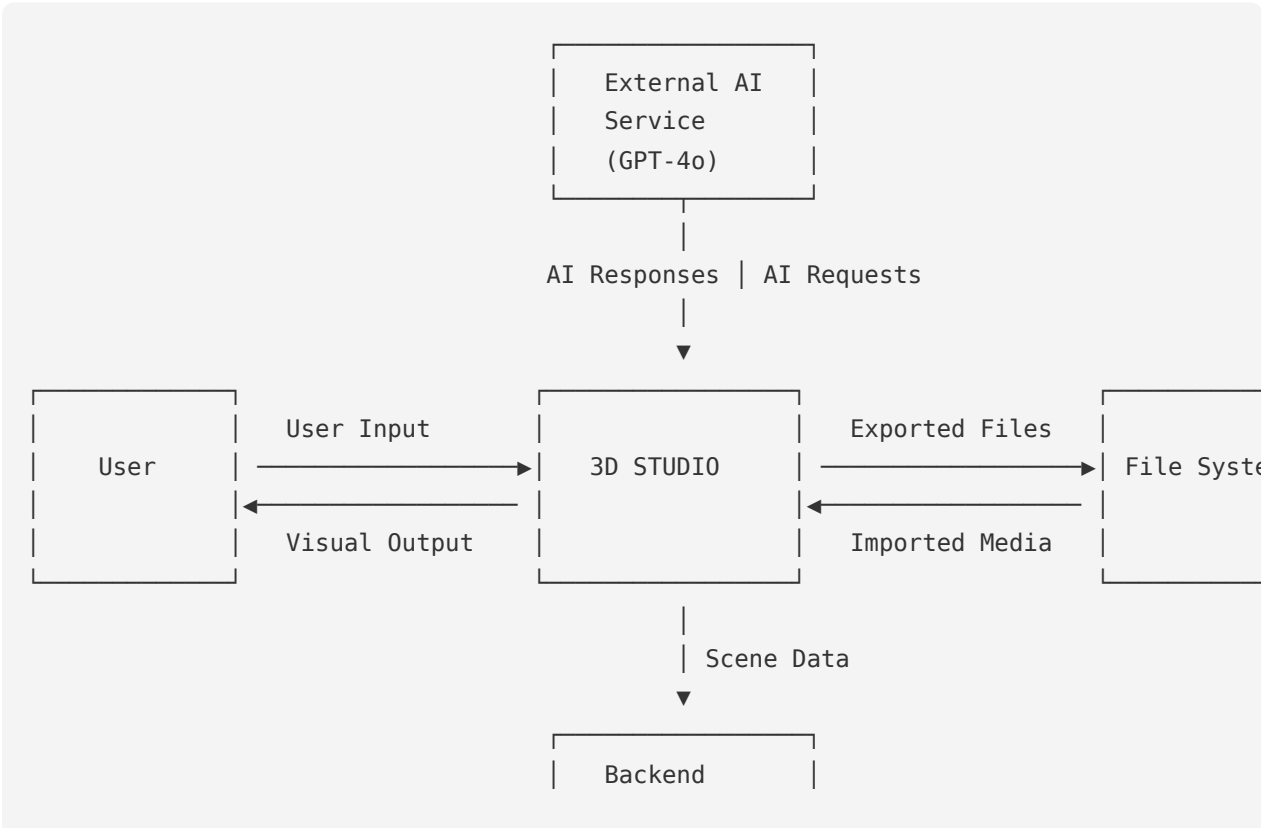 External AI
Service
(GPT-4o)
AI Responses │ AI Requests
User Input
Exported Files
User
3D STUDIO
File Syste
Visual Output
Imported Media
Scene Data
Backend